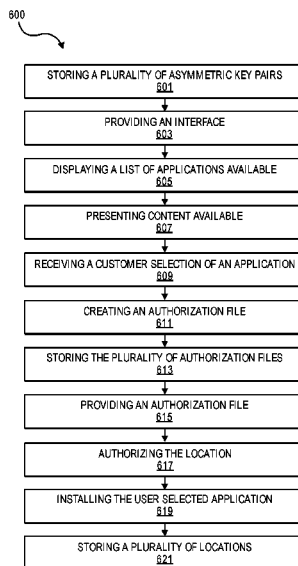 600
STORING A PLURALITY OF ASYMMETRIC KEY PAIRS
601
PROVIDING AN INTERFACE
603
DISPLAYING A LIST OF APPLICATIONS AVAILABLE
605
PRESENTING CONTENT AVAILABLE
607
RECEIVING A CUSTOMER SELECTION OF AN APPLICATION
609
CREATING AN AUTHORIZATION FILE
611
STORING THE PLURALITY OF AUTHORIZATION FILES
613
PROVIDING AN AUTHORIZATION FILE
615
AUTHORIZING THE LOCATION
617
INSTALLING THE USER SELECTED APPLICATION
619
STORING A PLURALITY OF LOCATIONS
621